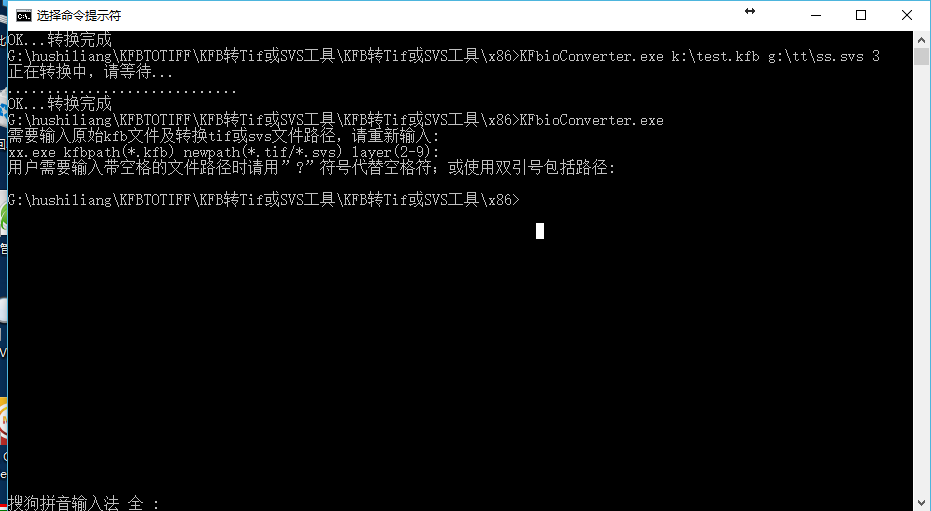 选择命令提示符
OK...转换完成
G:\hushiliang\KFBTOTIFF\KFB转Tif或SVS工具\KFB转Tif或SVS工具\x86>KFbioConverter.exe k:\test.kfb g:\tt\ss.svs 3
正在转换中，请等待...
.............................
OK...转换完成
G:\hushiliang\KFBTOTIFF\KFB转Tif或SVS工具\KFB转Tif或SVS工具\x86>KFbioConverter.exe
需要输入原始kfb文件及转换tif或svs文件路径，请重新输入:
xx.exe kfbpath(*.kfb) newpath(*.tif/*.svs) layer(2-9):
用户需要输入带空格的文件路径时请用”?”符号代替空格符；或使用双引号包括路径:
G:\hushiliang\KFBTOTIFF\KFB转Tif或SVS工具\KFB转Tif或SVS工具\x86>
搜狗拼音输入法 全 :